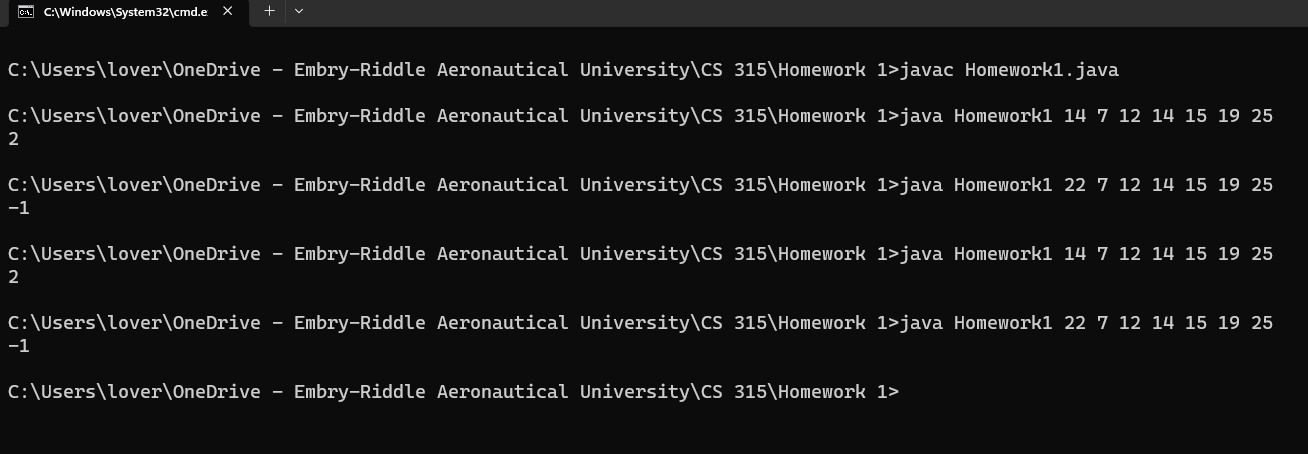 C:\Windows\System32\cmd.e
C:\Users\lover\OneDrive - Embry-Riddle Aeronautical University\CS 315\Homework 1>javac Homework1.java
C:\Users\lover\OneDrive - Embry-Riddle Aeronautical University\CS 315\Homework 1>java Homework1 14 7 12 14 15 19 25
2
C:\Users\lover\OneDrive - Embry-Riddle Aeronautical University\CS 315\Homework 1>java Homework1 22 7 12 14 15 19 25
-1
C:\Users\lover\OneDrive - Embry-Riddle Aeronautical University\CS 315\Homework 1>java Homework1 14 7 12 14 15 19 25
2
C:\Users\lover\OneDrive - Embry-Riddle Aeronautical University\CS 315\Homework 1>java Homework1 22 7 12 14 15 19 25
-1
C:\Users\lover\OneDrive - Embry-Riddle Aeronautical University\CS 315\Homework 1>